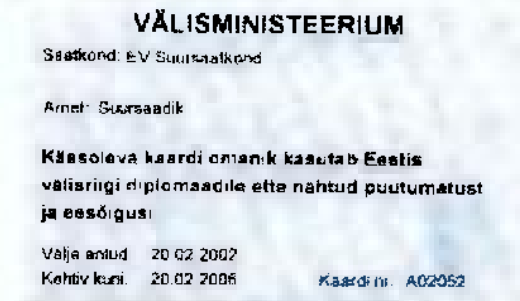 VÄLISMINISTEERIUM
Saatkond: EV Suursaatkond
Amet: Suursaadik
Käesoleva kaardi omanik kasutab Eestis
välisriigi diplomaadile ette nähtud puutumatust
ja eesõigusi
Välja antud 20.02.2002
Kehtiv kuni. 20.02.2006
Kaardi nr. A02052